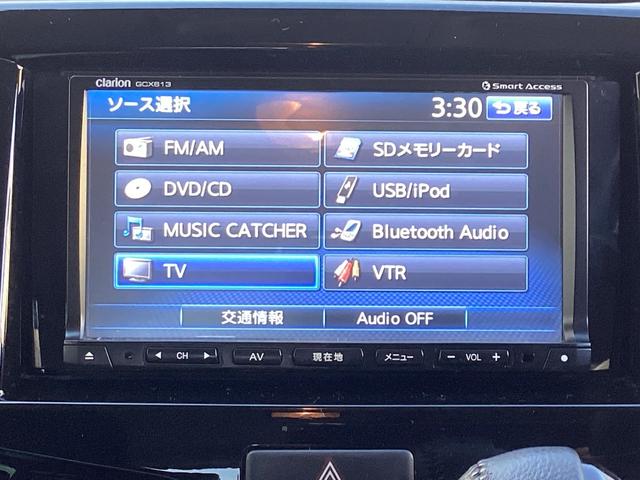 clarion GCX613 Smart Access
ソース選択 3:30 戻る
FM/AM SDメモリーカード
DVD/CD USB/iPod
MUSIC CATCHER Bluetooth Audio
TV VTR
交通情報 Audio OFF
CH AV 現在地 メニュー − VOL +